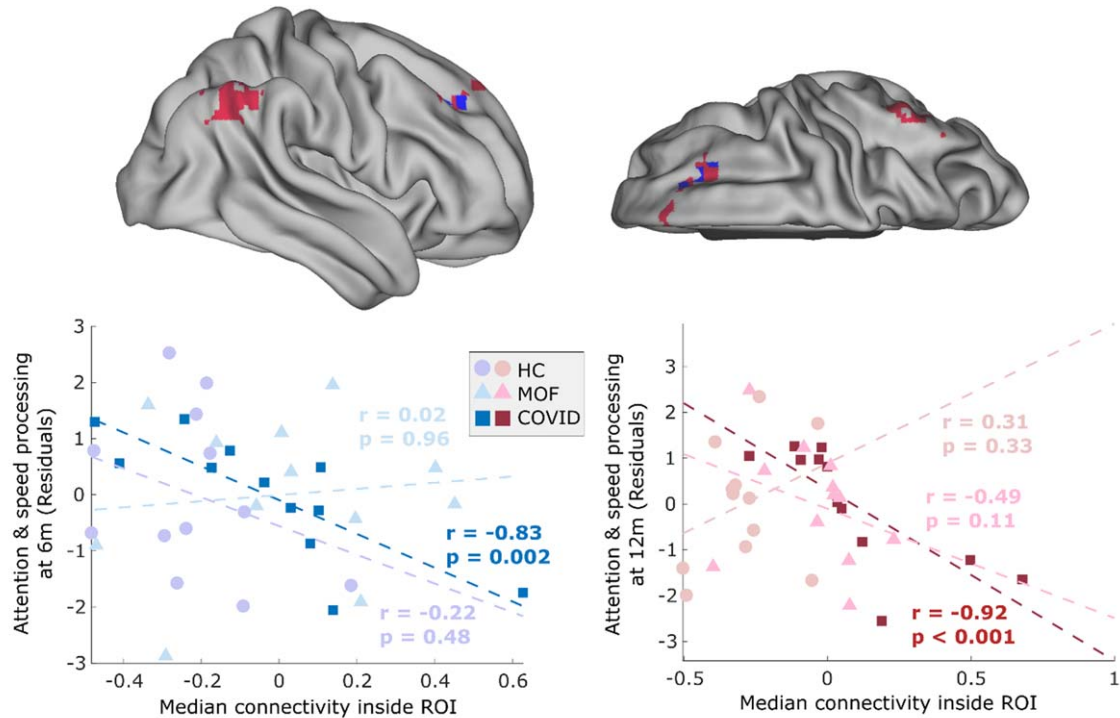 3
2
1
0
-1
-2
-3
Attention & speed processing
at 6m (Residuals)
-0.4
-0.2
0
0.2
0.4
0.6
Median connectivity inside ROI
HC
MOF
COVID
r = 0.02
p = 0.96
r = -0.83
p = 0.002
r = -0.22
p = 0.48
3
2
1
0
-1
-2
-3
Attention & speed processing
at 12m (Residuals)
-0.5
0
0.5
1
Median connectivity inside ROI
r = 0.31
p = 0.33
r = -0.49
p = 0.11
r = -0.92
p < 0.001